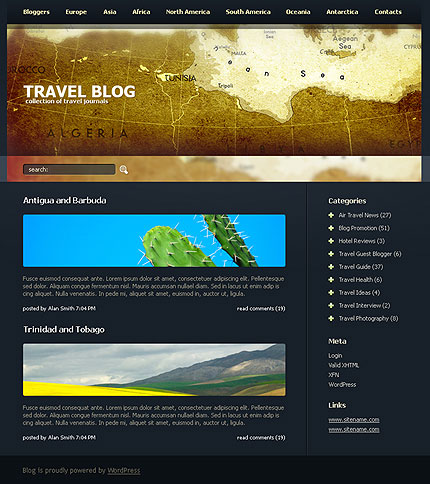 Bloggers Europe Asia Africa North America South America Oceania Antarctica Contacts
Aegean
Sea
MALTA
CYP
OROCCO
TUNISIA
Tripoli
ean Sea
TRAVEL BLOG
collection of travel journals
ALGERIA
search:
Antigua and Barbuda
Fusce euismod consequat ante. Lorem ipsum dolor sit amet, consectetuer adipiscing elit. Pellentesque
sed dolor. Aliquam congue fermentum nisl. Mauris accumsan nullaei diam. Sed in lacus ut enim adip is
cing aliquet. Nulla venenatis. In pede mi, aliquet sit amet, euismod in, auctor ut, ligula.
posted by Alan Smith 7:04 PM read comments (19)
Trinidad and Tobago
Fusce euismod consequat ante. Lorem ipsum dolor sit amet, consectetuer adipiscing elit. Pellentesque
sed dolor. Aliquam congue fermentum nisl. Mauris accumsan nullaei diam. Sed in lacus ut enim adip is
cing aliquet. Nulla venenatis. In pede mi, aliquet sit amet, euismod in, auctor ut, ligula.
posted by Alan Smith 7:04 PM read comments (19)
Categories
Air Travel News (27)
Blog Promotion (51)
Hotel Reviews (3)
Travel Guest Blogger (6)
Travel Guide (37)
Travel Health (6)
Travel Ideas (4)
Travel Interview (2)
Travel Photography (8)
Meta
Login
Valid XHTML
XFN
WordPress
Links
www.sitename.com
www.sitename.com
Blog is proudly powered by WordPress